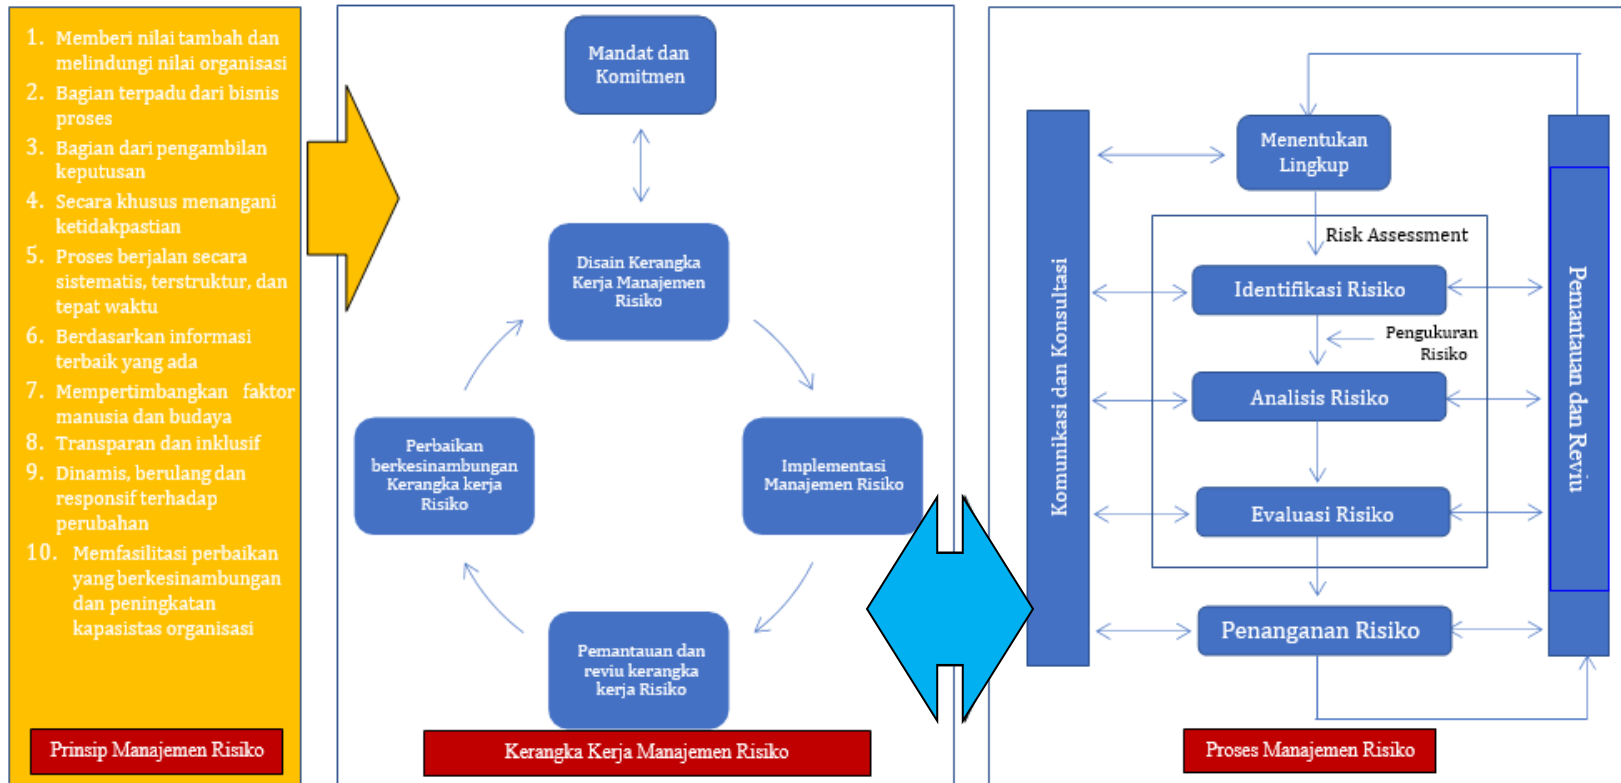 1. Memberi nilai tambah dan
melindungi nilai organisasi
2. Bagian terpadu dari bisnis
proses
3. Bagian dari pengambilan
keputusan
4. Secara khusus menangani
ketidakpastian
5. Proses berjalan secara
sistematis, terstruktur, dan
tepat waktu
6. Berdasarkan informasi
terbaik yang ada
7. Mempertimbangkan faktor
manusia dan budaya
8. Transparan dan inklusif
9. Dinamis, berulang dan
responsif terhadap
perubahan
10. Memfasilitasi perbaikan
yang berkesinambungan
dan peningkatan
kapasistas organisasi
Prinsip Manajemen Risiko
Mandat dan
Komitmen
Disain Kerangka
Kerja Manajemen
Risiko
Implementasi
Manajemen Risiko
Pemantauan dan
reviu kerangka
kerja Risiko
Perbaikan
berkesinambungan
Kerangka kerja
Risiko
Kerangka Kerja Manajemen Risiko
Komunikasi dan Konsultasi
Menentukan
Lingkup
Risk Assessment
Identifikasi Risiko
Pengukuran
Risiko
Analisis Risiko
Evaluasi Risiko
Penanganan Risiko
Pemantauan dan Reviu
Proses Manajemen Risiko